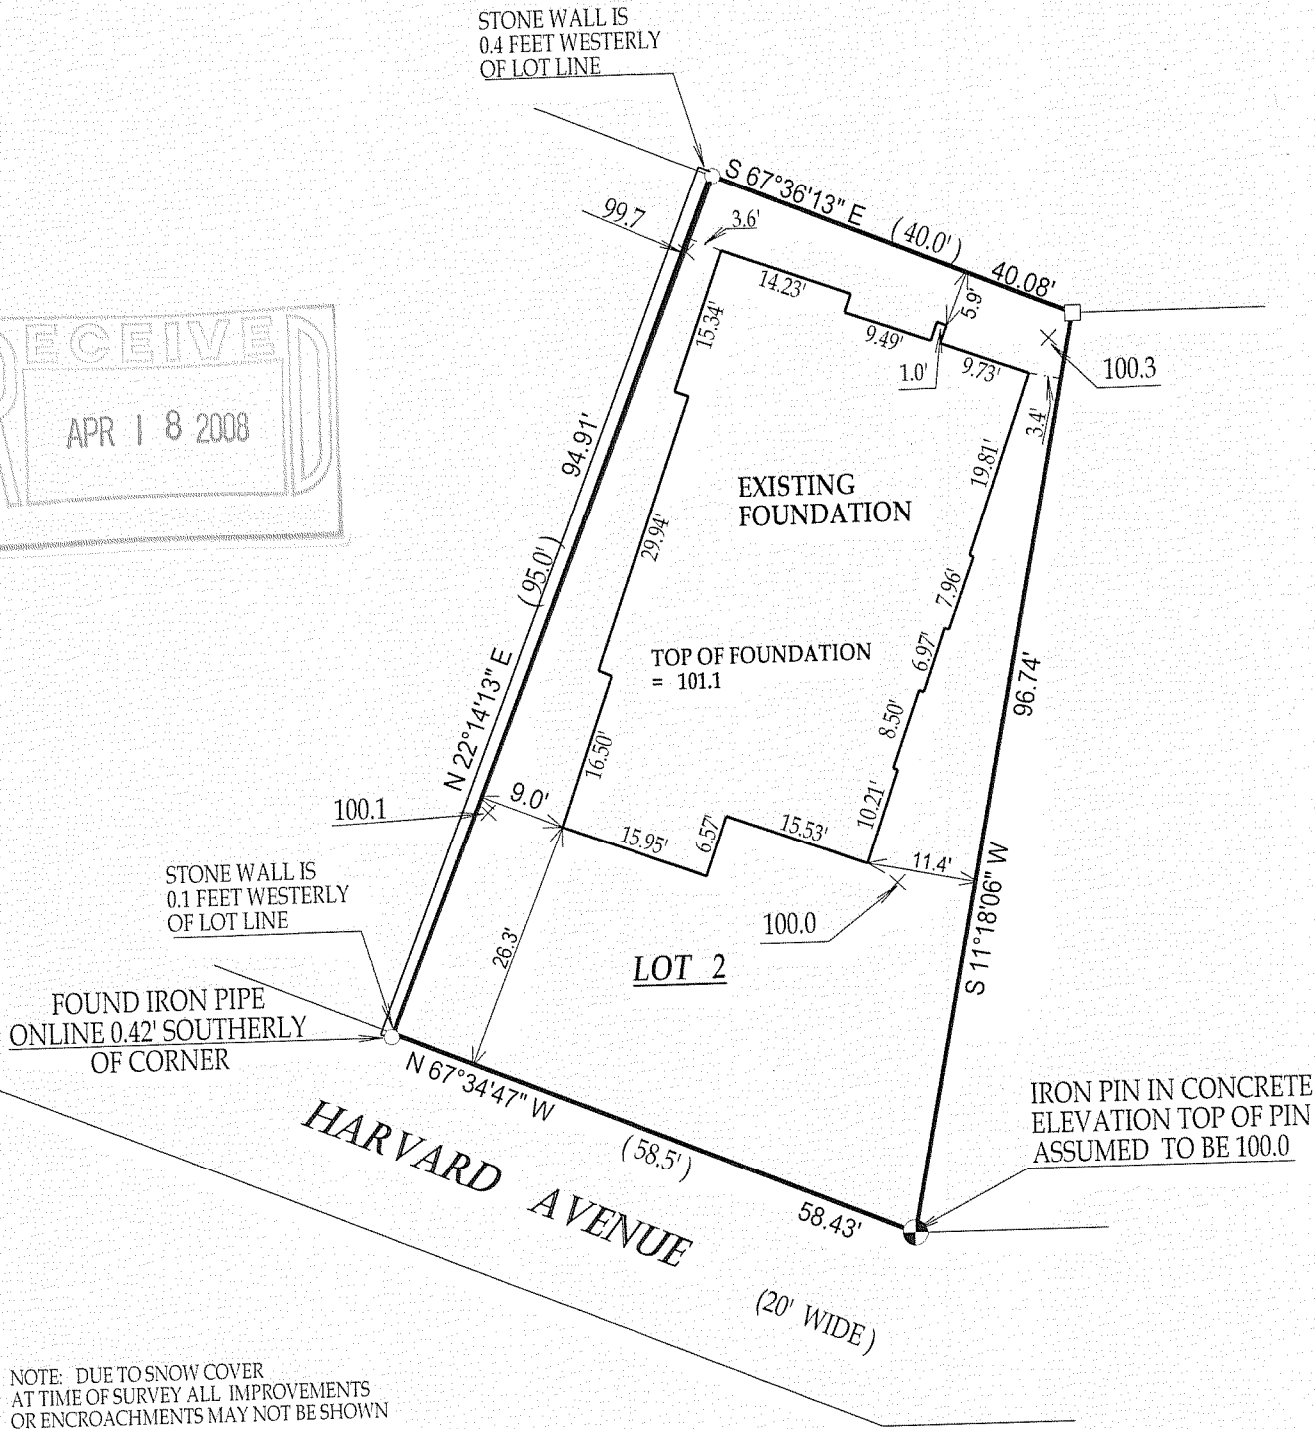 STONE WALL IS
0.4 FEET WESTERLY
OF LOT LINE
S 67°36'13" E
(40.0')
40.08'
99.7
3.6'
14.23'
5.9'
9.49'
1.0'
9.73'
100.3
3.4'
15.34'
RECEIVED
APR 18 2008
94.91'
(95.0')
N 22°14'13" E
29.94'
19.81'
EXISTING
FOUNDATION
7.96'
6.97'
TOP OF FOUNDATION
= 101.1
96.74'
8.50'
16.50'
10.21'
9.0'
100.1
15.95'
6.57'
15.53'
11.4'
S 11°18'06" W
STONE WALL IS
0.1 FEET WESTERLY
OF LOT LINE
100.0
26.3'
LOT 2
FOUND IRON PIPE
ONLINE 0.42' SOUTHERLY
OF CORNER
N 67°34'47" W
(58.5')
58.43'
IRON PIN IN CONCRETE
ELEVATION TOP OF PIN
ASSUMED TO BE 100.0
HARVARD AVENUE
(20' WIDE)
NOTE: DUE TO SNOW COVER
AT TIME OF SURVEY ALL IMPROVEMENTS
OR ENCROACHMENTS MAY NOT BE SHOWN